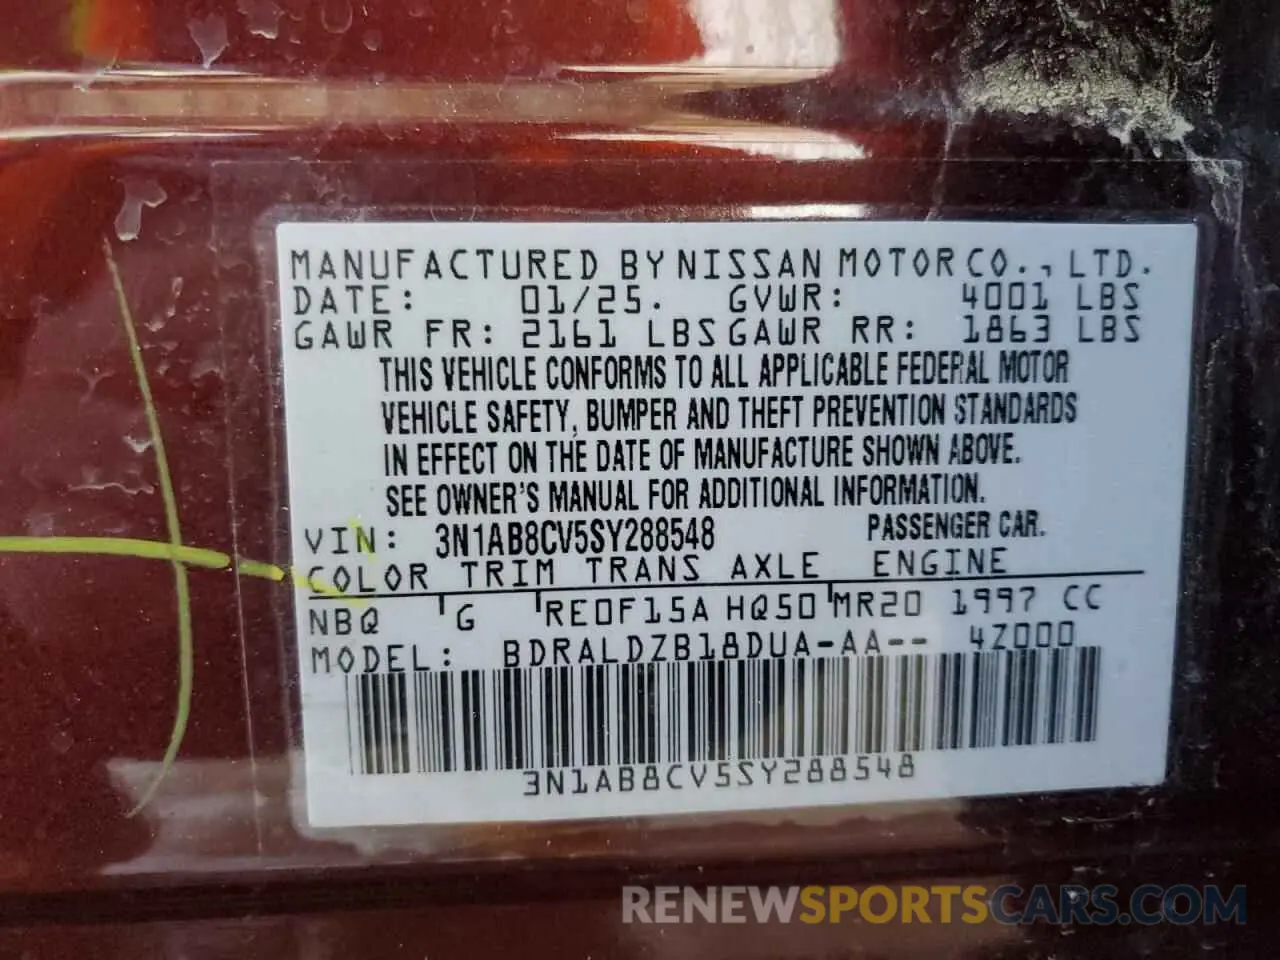 MANUFACTURED BY NISSAN MOTOR CO., LTD.
DATE: 01/25. GVWR: 4001 LBS
GAWR FR: 2161 LBS GAWR RR: 1863 LBS
THIS VEHICLE CONFORMS TO ALL APPLICABLE FEDERAL MOTOR
VEHICLE SAFETY, BUMPER AND THEFT PREVENTION STANDARDS
IN EFFECT ON THE DATE OF MANUFACTURE SHOWN ABOVE.
SEE OWNER'S MANUAL FOR ADDITIONAL INFORMATION.
VIN: 3N1AB8CV5SY288548 PASSENGER CAR.
COLOR TRIM TRANS AXLE ENGINE
NBQ G RE0F15A HQ50 MR20 1997 CC
MODEL: BDRALDZB18DUA-AA-- 4Z000
3N1AB8CV5SY288548
RENEWSPORTSCARS.COM